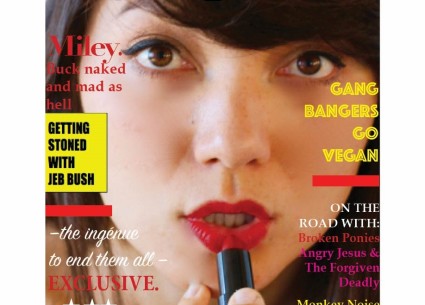 Miley.
Buck naked
and mad as
hell
GETTING
STONED
WITH
JEB BUSH
GANG
BANGERS
GO
VEGAN
ON THE
ROAD WITH:
Broken Ponies
Angry Jesus &
The Forgiven
Deadly
Monkey Noise
–the ingénue
to end them all –
EXCLUSIVE.